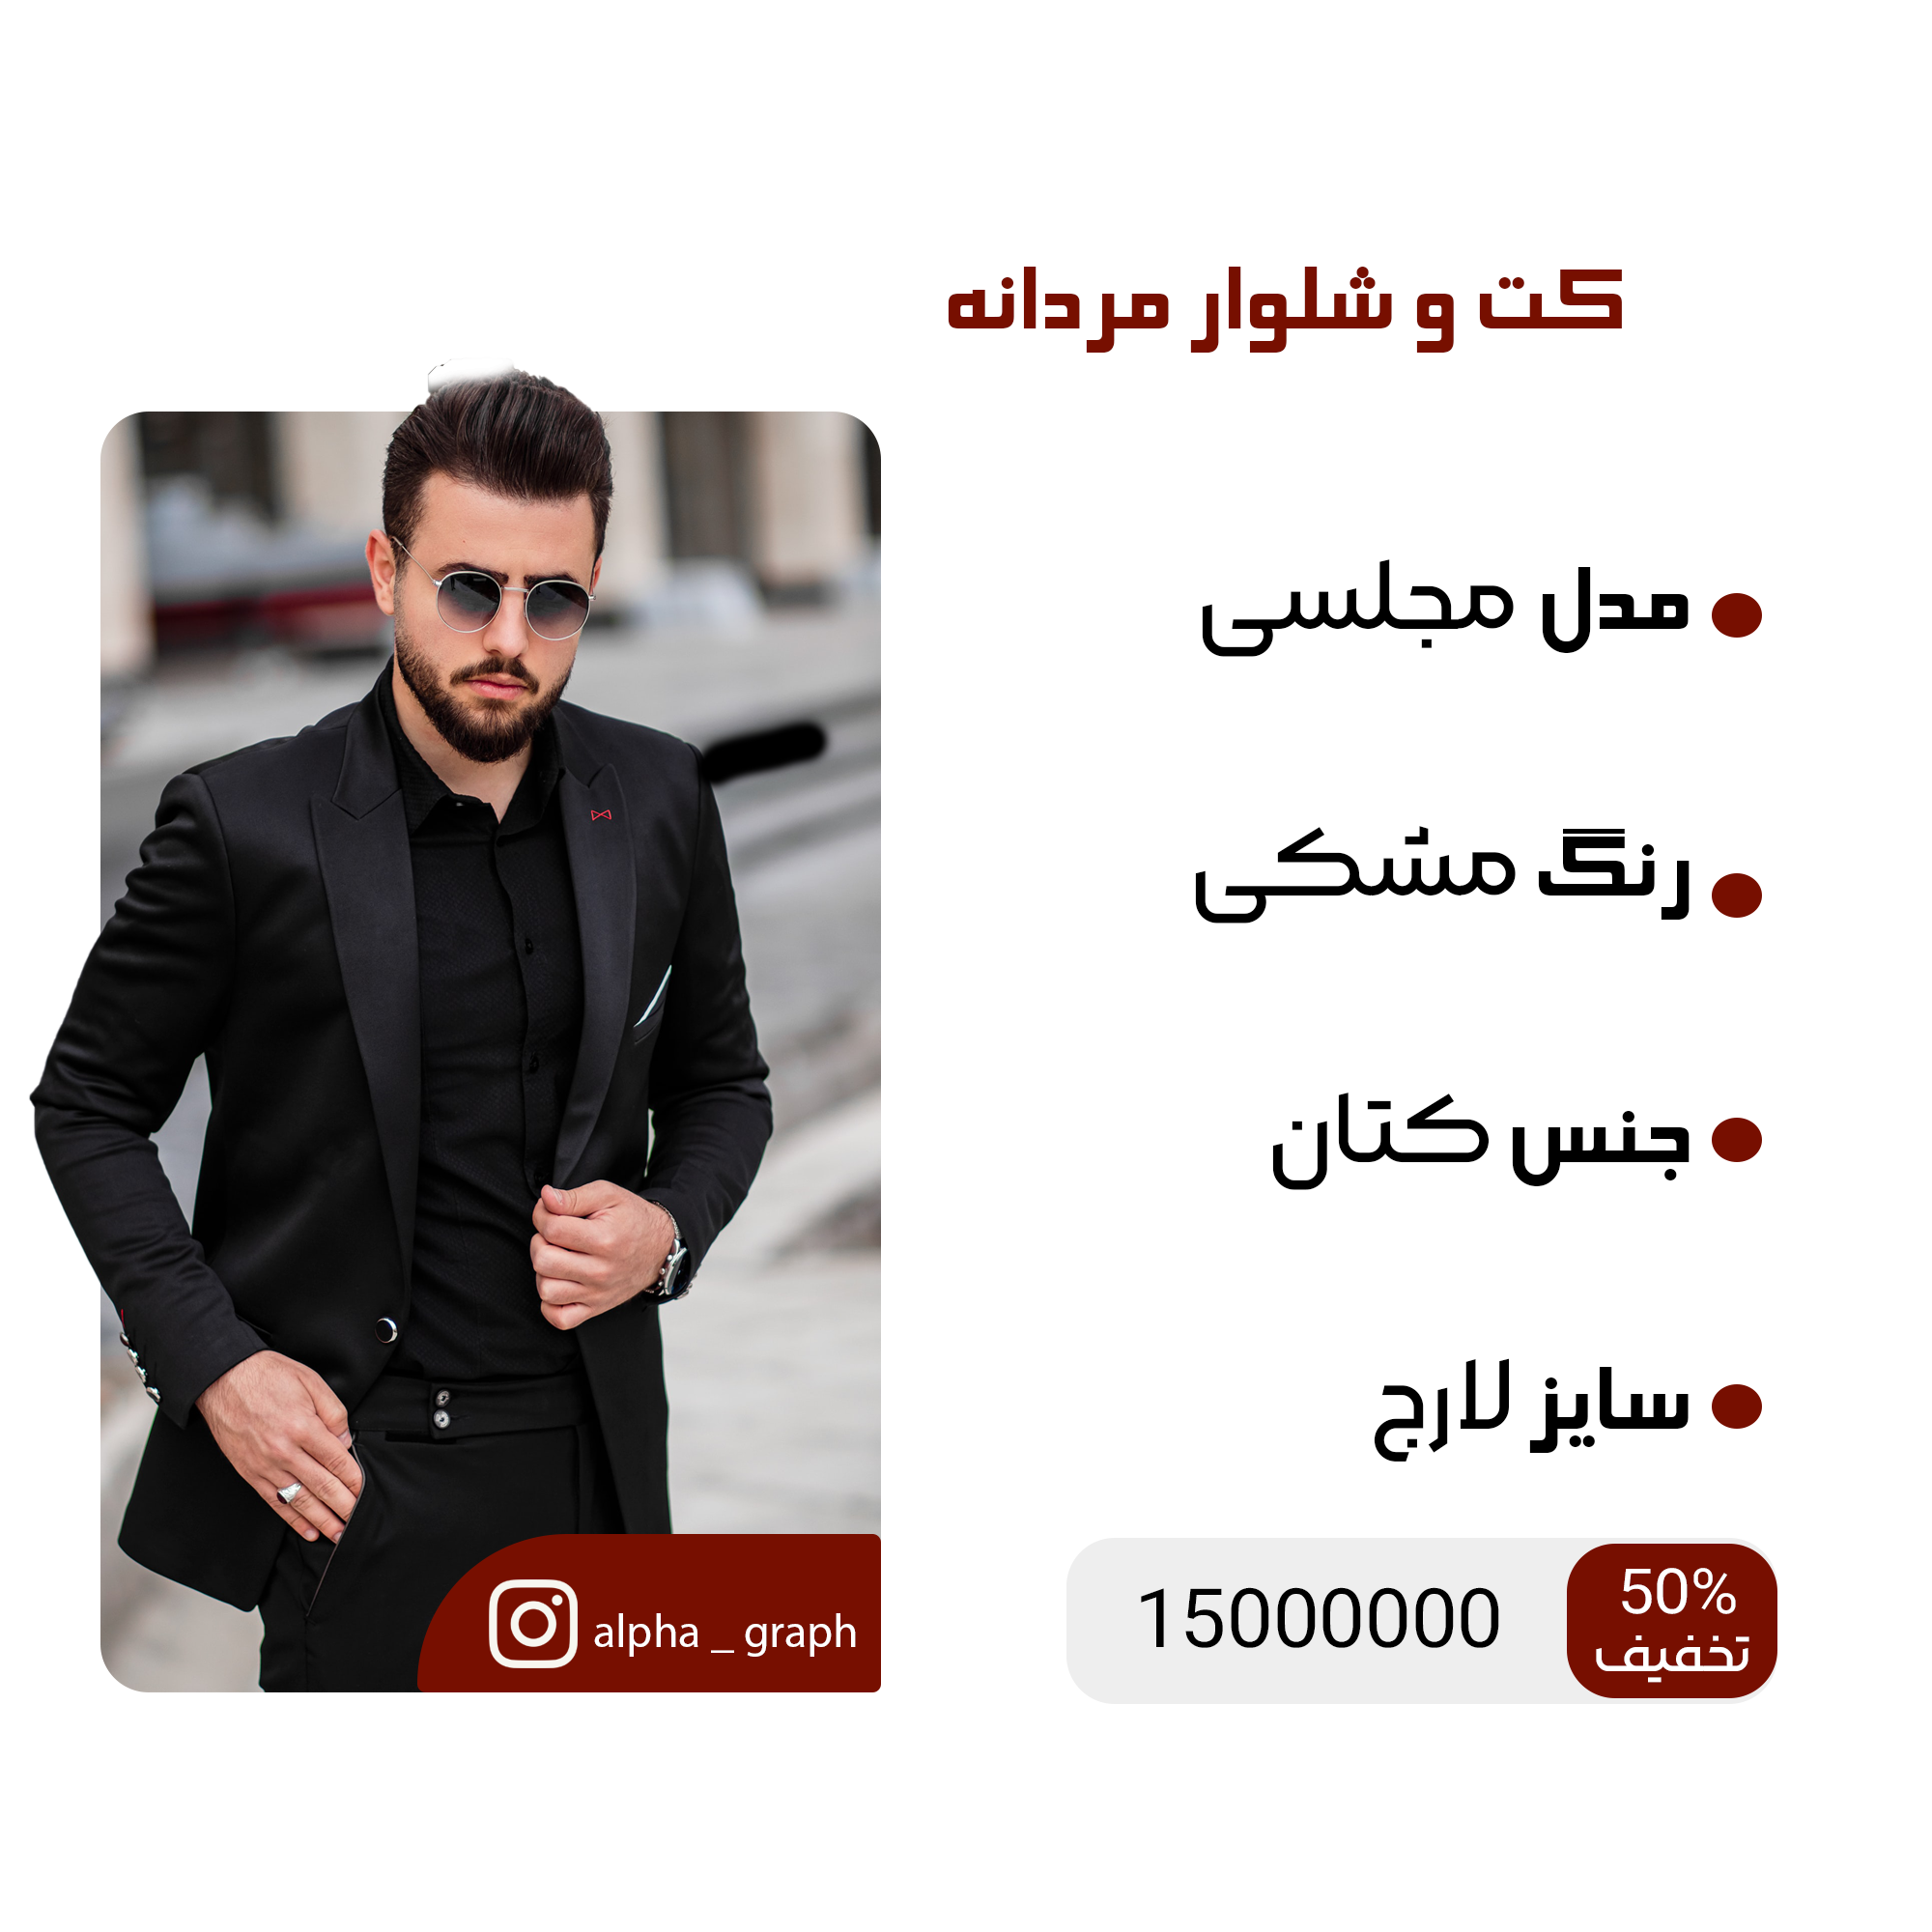 کت و شلوار مردانه
مدل مجلسی
رنگ مشکی
جنس کتان
سایز لارج
50%
تخفیف
15000000
alpha _ graph